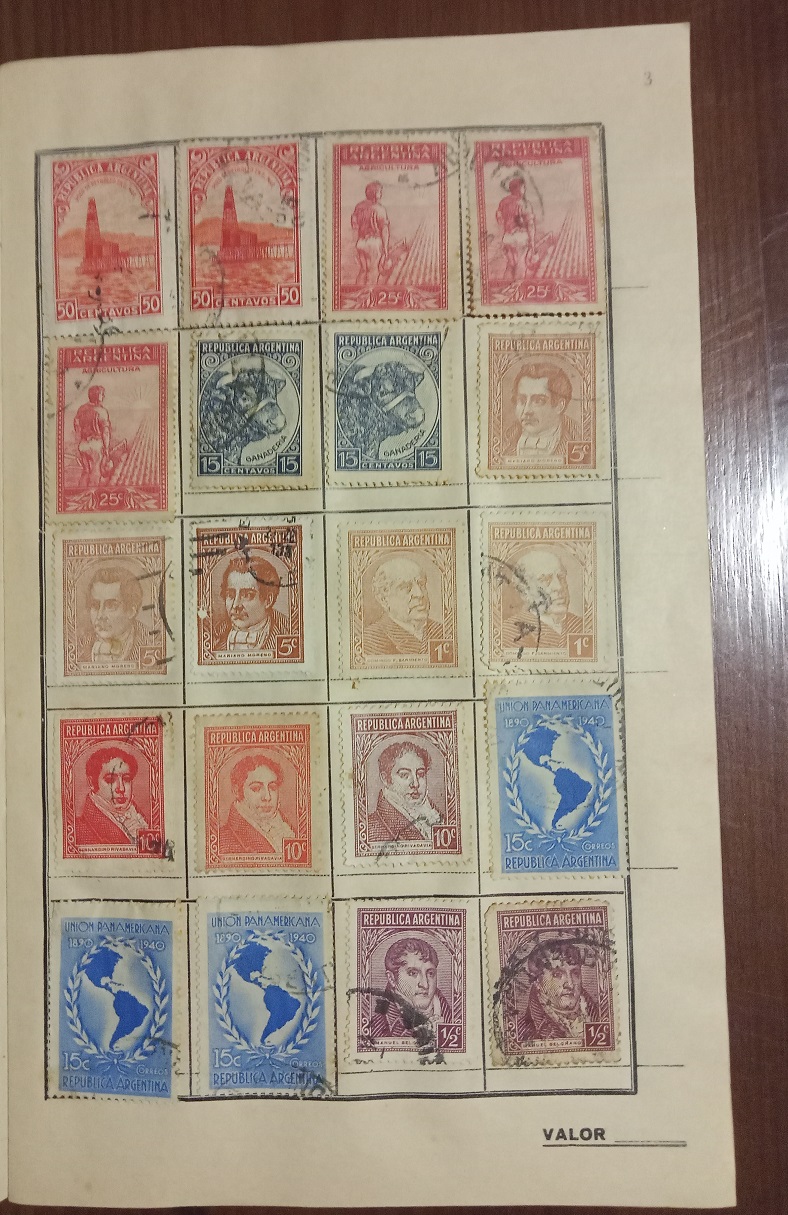 3
REPUBLICA ARGENTINA
50 CENTAVOS 50
REPUBLICA ARGENTINA
50 CENTAVOS 50
REPUBLICA
ARGENTINA
AGRICULTURA
25c
REPUBLICA
ARGENTINA
AGRICULTURA
25c
REPUBLICA
ARGENTINA
AGRICULTURA
25c
REPUBLICA ARGENTINA
GANADERIA
15 CENTAVOS 15
REPUBLICA ARGENTINA
GANADERIA
15 CENTAVOS 15
REPUBLICA ARGENTINA
5c
MARIANO MORENO
REPUBLICA ARGENTINA
5c
MARIANO MORENO
REPUBLICA ARGENTINA
5c
MARIANO MORENO
REPUBLICA ARGENTINA
1c
DOMINGO F. SARMIENTO
REPUBLICA ARGENTINA
1c
REPUBLICA ARGENTINA
10c
BERNARDINO RIVADAVIA
REPUBLICA ARGENTINA
10c
BERNARDINO RIVADAVIA
REPUBLICA ARGENTINA
10c
BERNARDINO RIVADAVIA
UNION PANAMERICANA
1890 1940
15c CORREOS
REPUBLICA ARGENTINA
UNION PANAMERICANA
1890 1940
15c CORREOS
REPUBLICA ARGENTINA
UNION PANAMERICANA
1890 1940
15c CORREOS
REPUBLICA ARGENTINA
REPUBLICA ARGENTINA
1/2c
MANUEL BELGRANO
REPUBLICA ARGENTINA
1/2c
MANUEL BELGRANO
VALOR